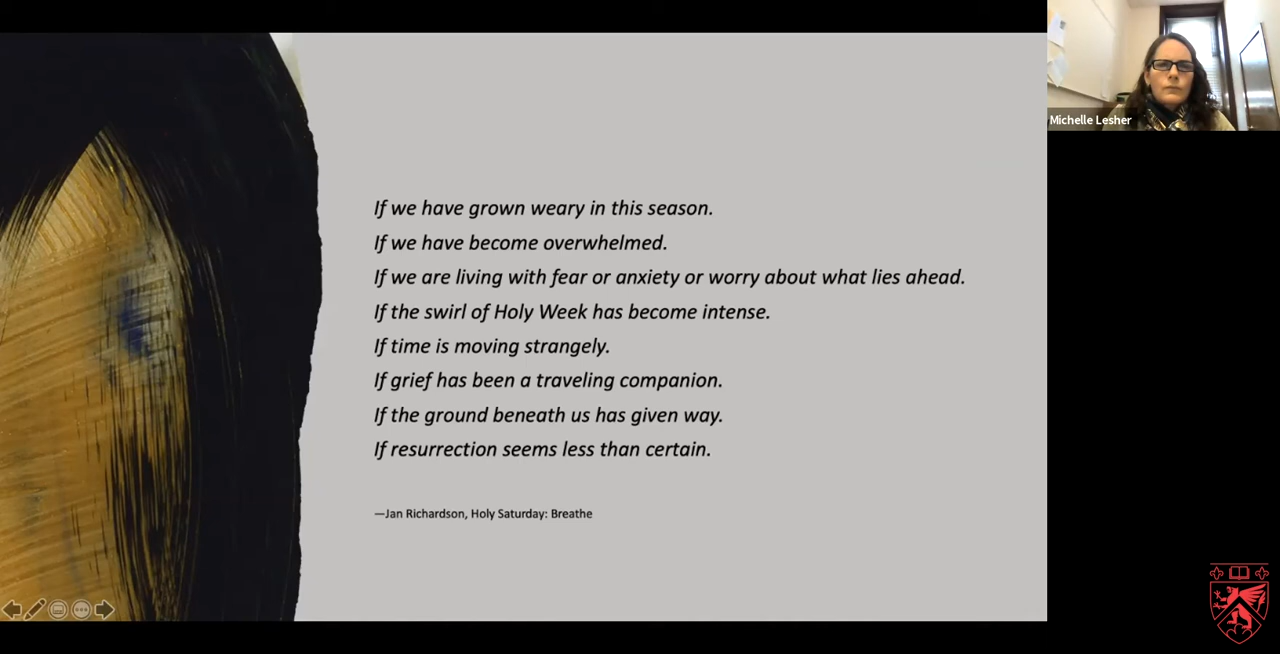 If we have grown weary in this season.
If we have become overwhelmed.
If we are living with fear or anxiety or worry about what lies ahead.
If the swirl of Holy Week has become intense.
If time is moving strangely.
If grief has been a traveling companion.
If the ground beneath us has given way.
If resurrection seems less than certain.
—Jan Richardson, Holy Saturday: Breathe
Michelle Lesher